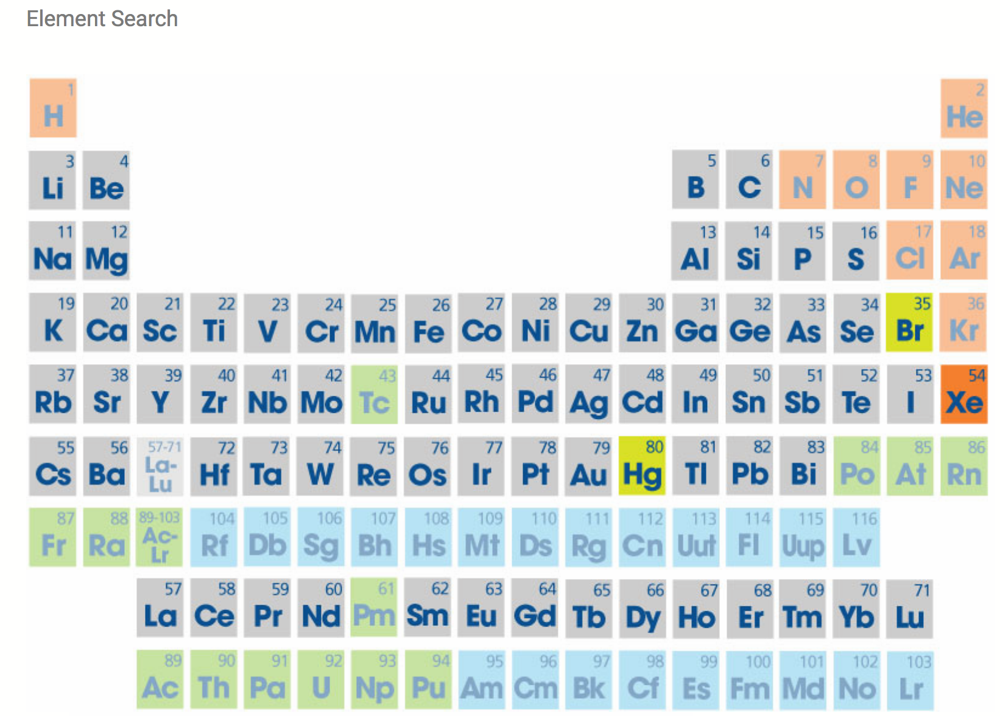 Element Search
1 2
H He
3 4 5 6 7 8 9 10
Li Be B C N O F Ne
11 12 13 14 15 16 17 18
Na Mg Al Si P S Cl Ar
19 20 21 22 23 24 25 26 27 28 29 30 31 32 33 34 35 36
K Ca Sc Ti V Cr Mn Fe Co Ni Cu Zn Ga Ge As Se Br Kr
37 38 39 40 41 42 43 44 45 46 47 48 49 50 51 52 53 54
Rb Sr Y Zr Nb Mo Tc Ru Rh Pd Ag Cd In Sn Sb Te I Xe
55 56 57-71 72 73 74 75 76 77 78 79 80 81 82 83 84 85 86
Cs Ba La-Lu Hf Ta W Re Os Ir Pt Au Hg Tl Pb Bi Po At Rn
87 88 89-103 104 105 106 107 108 109 110 111 112 113 114 115 116
Fr Ra Ac-Lr Rf Db Sg Bh Hs Mt Ds Rg Cn Uut Fl Uup Lv
57 58 59 60 61 62 63 64 65 66 67 68 69 70 71
La Ce Pr Nd Pm Sm Eu Gd Tb Dy Ho Er Tm Yb Lu
89 90 91 92 93 94 95 96 97 98 99 100 101 102 103
Ac Th Pa U Np Pu Am Cm Bk Cf Es Fm Md No Lr